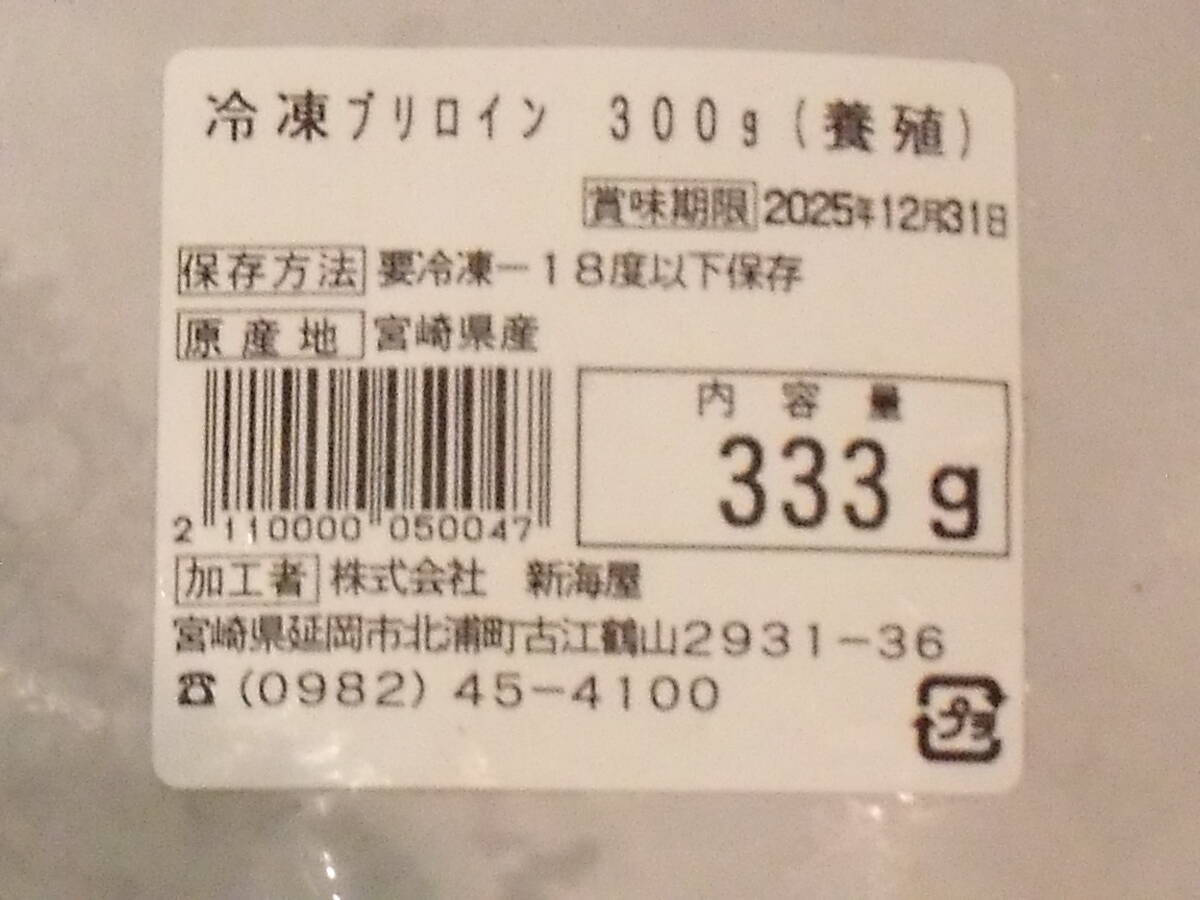 冷凍ブリロイン 300g(養殖)
賞味期限 2025年12月31日
保存方法 要冷凍－18度以下保存
原産地 宮崎県産
内容量
333g
2 110000 050047
加工者 株式会社 新海屋
宮崎県延岡市北浦町古江鶴山2931－36
☎(0982)45－4100
プラ